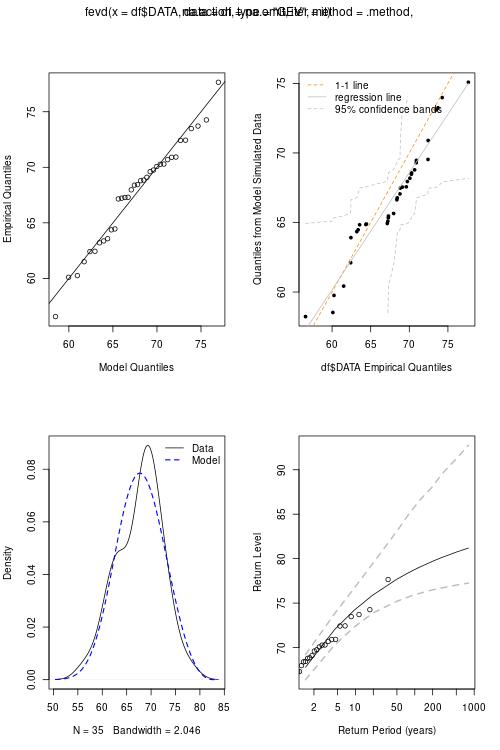 fevd(x = df$DATA,
method = .method,
75
70
65
60
Empirical Quantiles
60 65 70 75
Model Quantiles
75
70
65
60
Quantiles from Model Simulated Data
1-1 line
regression line
95% confidence bands
60 65 70 75
df$DATA Empirical Quantiles
0.08
0.06
0.04
0.02
0.00
Density
Data
Model
50 55 60 65 70 75 80 85
N = 35 Bandwidth = 2.046
90
85
80
75
70
Return Level
2 5 10 50 200 1000
Return Period (years)